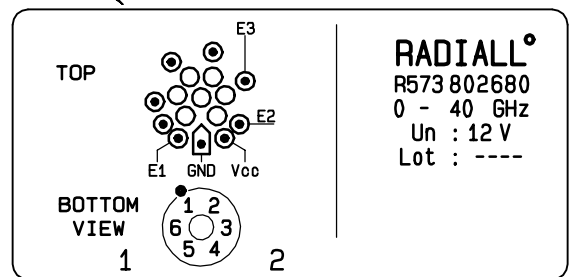 E3
TOP
E2
E1 GND Vcc
BOTTOM
VIEW
1 2
6 3
5 4
1 2
RADIALL°
R573 802680
0 - 40 GHz
Un : 12 V
Lot : ----